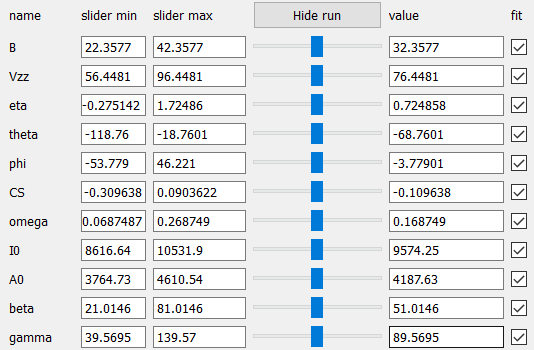 name slider min slider max Hide run value fit
B 22.3577 42.3577 32.3577
Vzz 56.4481 96.4481 76.4481
eta -0.275142 1.72486 0.724858
theta -118.76 -18.7601 -68.7601
phi -53.779 46.221 -3.77901
CS -0.309638 0.0903622 -0.109638
omega 0.0687487 0.268749 0.168749
I0 8616.64 10531.9 9574.25
A0 3764.73 4610.54 4187.63
beta 21.0146 81.0146 51.0146
gamma 39.5695 139.57 89.5695